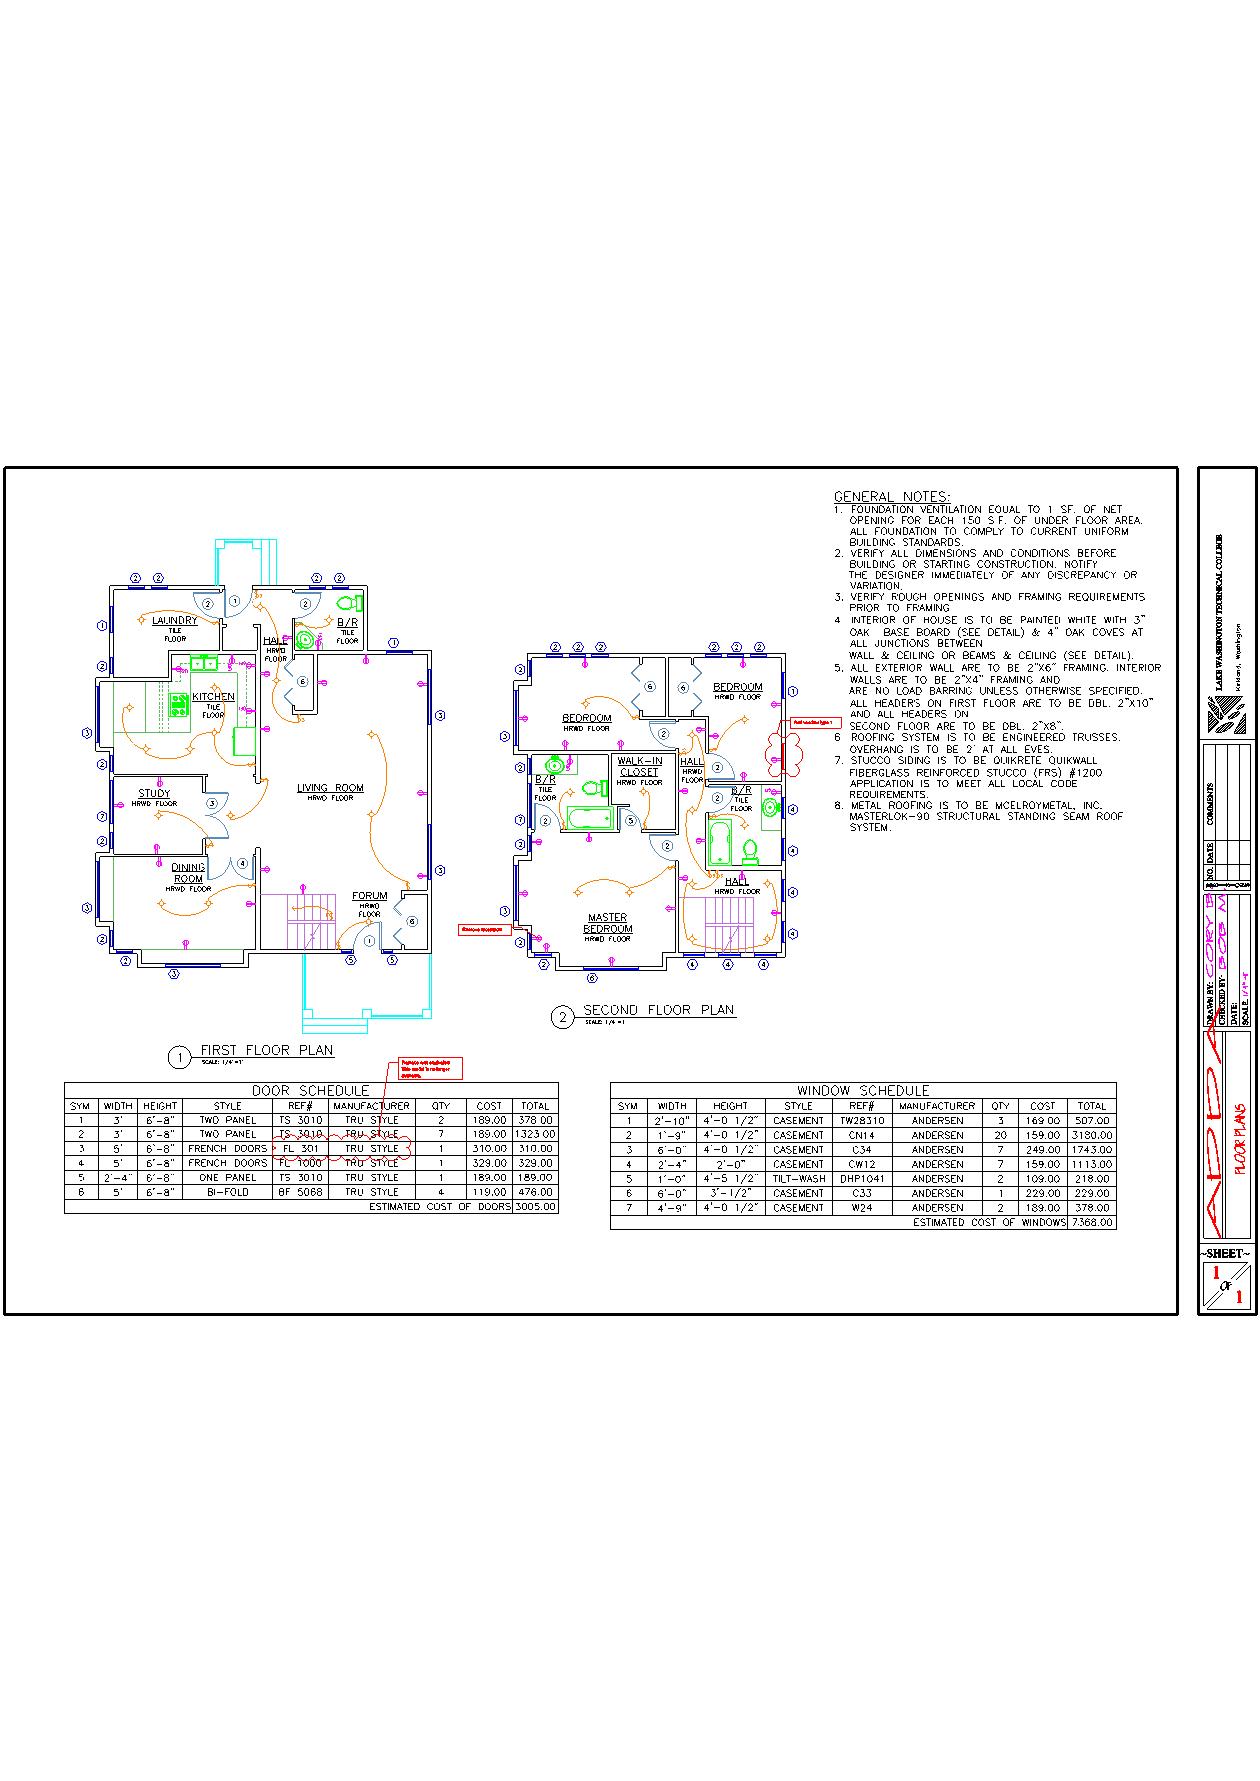 GENERAL NOTES:
1. FOUNDATION VENTILATION EQUAL TO 1 SF. OF NET
OPENING FOR EACH 150 S.F. OF UNDER FLOOR AREA.
ALL FOUNDATION TO COMPLY TO CURRENT UNIFORM
BUILDING STANDARDS.
2. VERIFY ALL DIMENSIONS AND CONDITIONS BEFORE
BUILDING OR STARTING CONSTRUCTION. NOTIFY
THE DESIGNER IMMEDIATELY OF ANY DISCREPANCY OR
VARIATION.
3. VERIFY ROUGH OPENINGS AND FRAMING REQUIREMENTS
PRIOR TO FRAMING
4 INTERIOR OF HOUSE IS TO BE PAINTED WHITE WITH 3"
OAK BASE BOARD (SEE DETAIL) & 4" OAK COVES AT
ALL JUNCTIONS BETWEEN
WALL & CEILING OR BEAMS & CEILING (SEE DETAIL).
5. ALL EXTERIOR WALL ARE TO BE 2"X6" FRAMING. INTERIOR
WALLS ARE TO BE 2"X4" FRAMING AND
ARE NO LOAD BARRING UNLESS OTHERWISE SPECIFIED.
ALL HEADERS ON FIRST FLOOR ARE TO BE DBL. 2"X10"
AND ALL HEADERS ON
SECOND FLOOR ARE TO BE DBL. 2"X8".
6 ROOFING SYSTEM IS TO BE ENGINEERED TRUSSES.
OVERHANG IS TO BE 2' AT ALL EVES.
7. STUCCO SIDING IS TO BE QUIKRETE QUIKWALL
FIBERGLASS REINFORCED STUCCO (FRS) #1200
APPLICATION IS TO MEET ALL LOCAL CODE
REQUIREMENTS.
8. METAL ROOFING IS TO BE MCELROYMETAL, INC.
MASTERLOK-90 STRUCTURAL STANDING SEAM ROOF
SYSTEM.
LAUNDRY
TILE
FLOOR
HALL
HRWD
FLOOR
B/R
TILE
FLOOR
KITCHEN
TILE
FLOOR
STUDY
HRWD FLOOR
LIVING ROOM
HRWD FLOOR
DINING
ROOM
HRWD FLOOR
FORUM
HRWD
FLOOR
1 FIRST FLOOR PLAN
SCALE: 1/4"=1'
BEDROOM
HRWD FLOOR
BEDROOM
HRWD FLOOR
WALK-IN
CLOSET
HRWD FLOOR
HALL
HRWD
FLOOR
B/R
TILE
FLOOR
B/R
TILE
FLOOR
HALL
HRWD FLOOR
MASTER
BEDROOM
HRWD FLOOR
2 SECOND FLOOR PLAN
SCALE: 1/4"=1'
DOOR SCHEDULE
SYM WIDTH HEIGHT STYLE REF# MANUFACTURER QTY COST TOTAL
1 3' 6'-8" TWO PANEL TS 3010 TRU STYLE 2 189.00 378.00
2 3' 6'-8" TWO PANEL TS 3010 TRU STYLE 7 189.00 1323.00
3 5' 6'-8" FRENCH DOORS FL 301 TRU STYLE 1 310.00 310.00
4 5' 6'-8" FRENCH DOORS FL 1000 TRU STYLE 1 329.00 329.00
5 2'-4" 6'-8" ONE PANEL TS 3010 TRU STYLE 1 189.00 189.00
6 5' 6'-8" BI-FOLD BF 5068 TRU STYLE 4 119.00 476.00
ESTIMATED COST OF DOORS 3005.00
WINDOW SCHEDULE
SYM WIDTH HEIGHT STYLE REF# MANUFACTURER QTY COST TOTAL
1 2'-10" 4'-0 1/2" CASEMENT TW28310 ANDERSEN 3 169.00 507.00
2 1'-9" 4'-0 1/2" CASEMENT CN14 ANDERSEN 20 159.00 3180.00
3 6'-0" 4'-0 1/2" CASEMENT C34 ANDERSEN 7 249.00 1743.00
4 2'-4" 2'-0" CASEMENT CW12 ANDERSEN 7 159.00 1113.00
5 1'-0" 4'-5 1/2" TILT-WASH DHP1041 ANDERSEN 2 109.00 218.00
6 6'-0" 3'-1/2" CASEMENT C33 ANDERSEN 1 229.00 229.00
7 4'-9" 4'-0 1/2" CASEMENT W24 ANDERSEN 2 189.00 378.00
ESTIMATED COST OF WINDOWS 7368.00
LAKE WASHINGTON TECHNICAL COLLEGE
Kirkland, Washington
NO. DATE COMMENTS
DRAWN BY: CORY B
CHECKED BY: BOB M.
DATE:
SCALE: 1/4"=1'
FLOOR PLANS
~SHEET~
1
OF
1